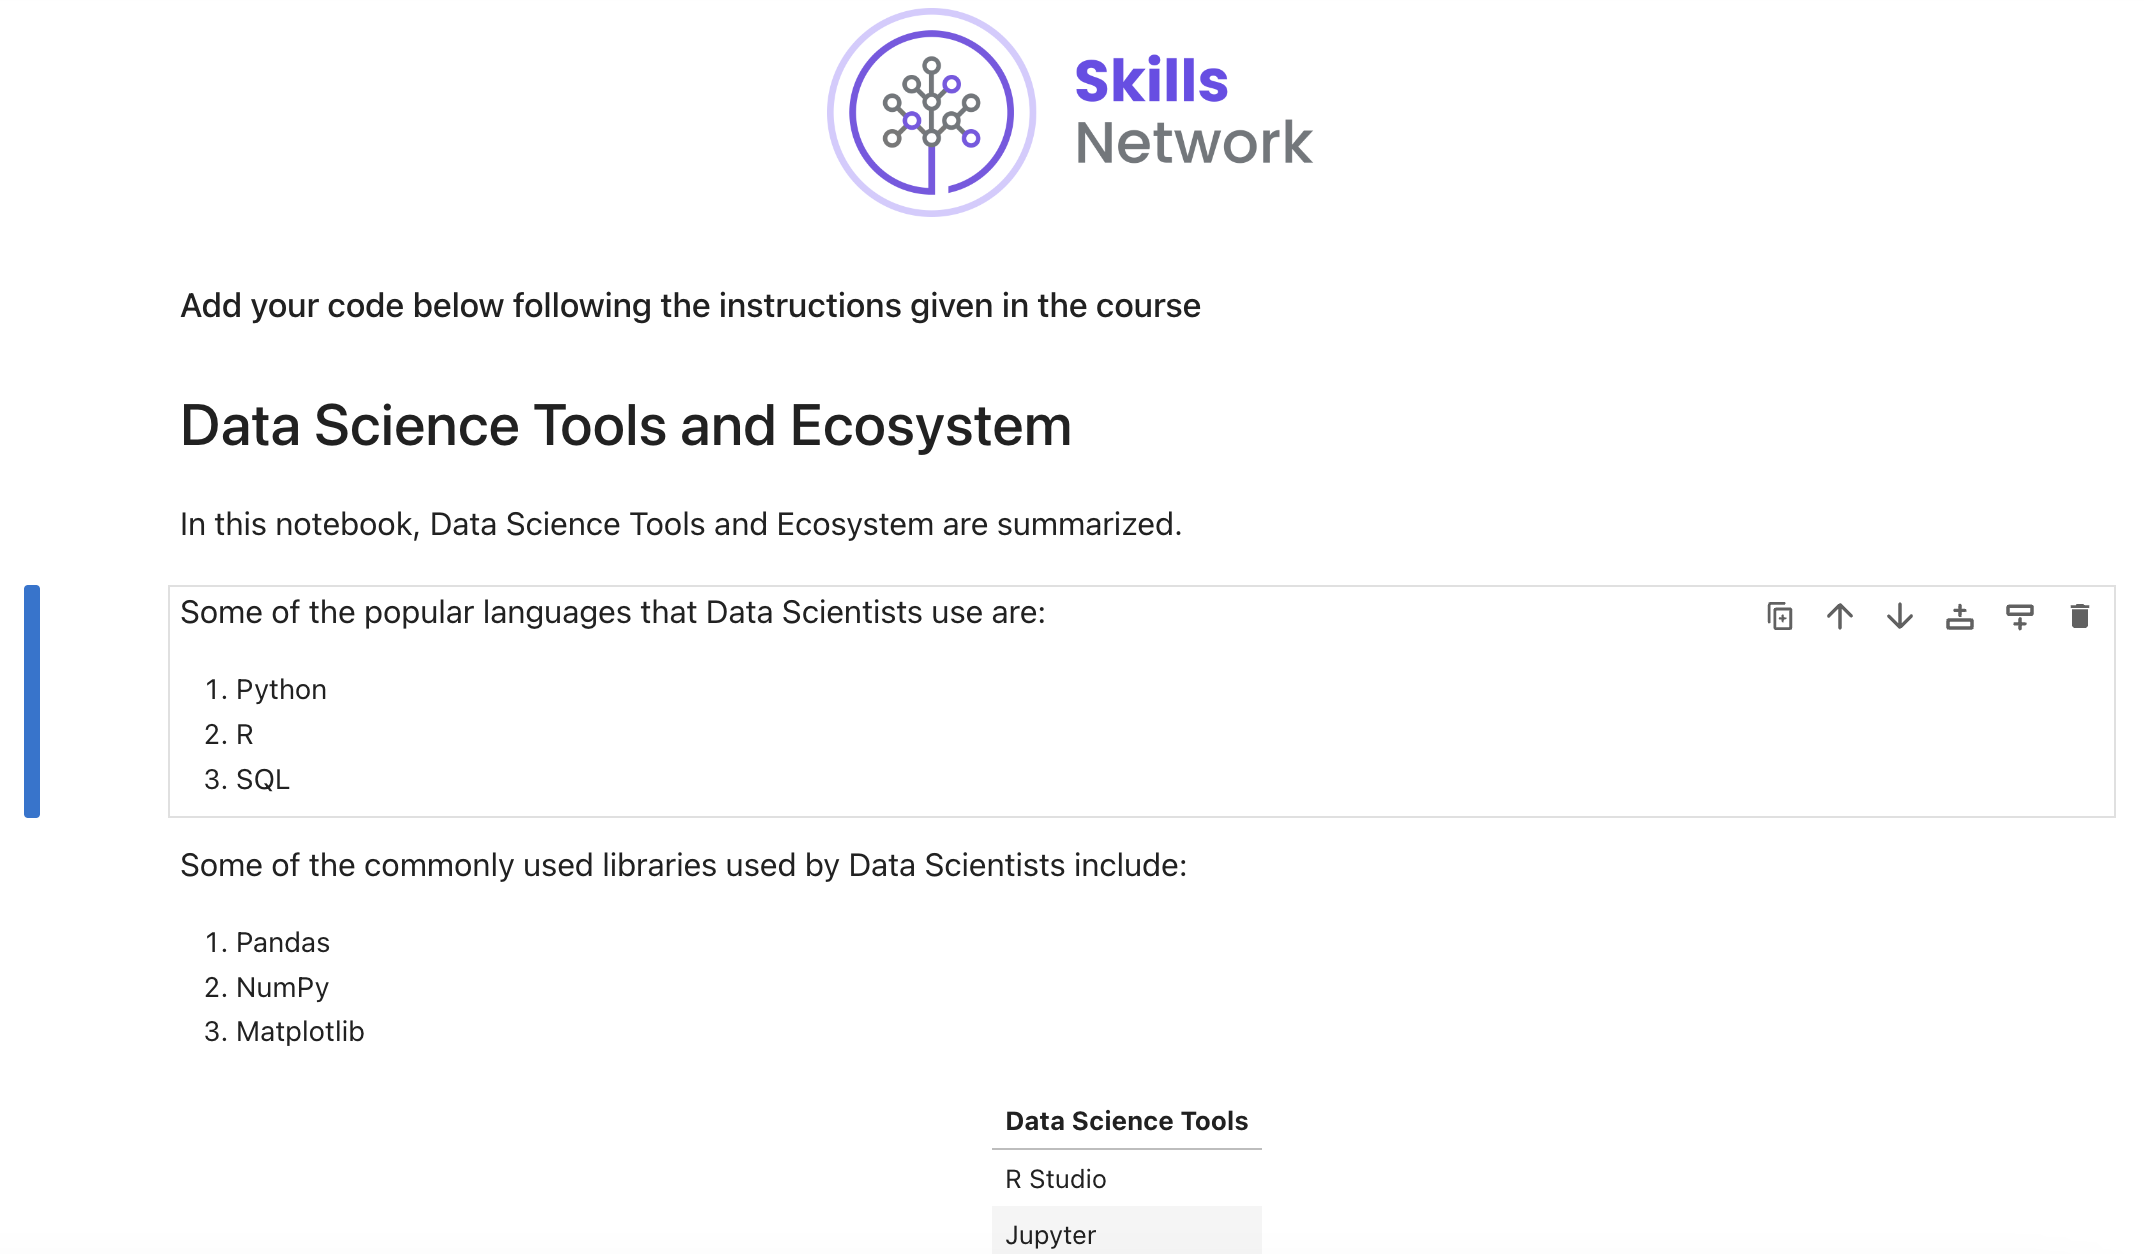 Skills
Network
Add your code below following the instructions given in the course
Data Science Tools and Ecosystem
In this notebook, Data Science Tools and Ecosystem are summarized.
Some of the popular languages that Data Scientists use are:
1. Python
2. R
3. SQL
Some of the commonly used libraries used by Data Scientists include:
1. Pandas
2. NumPy
3. Matplotlib
Data Science Tools
R Studio
Jupyter